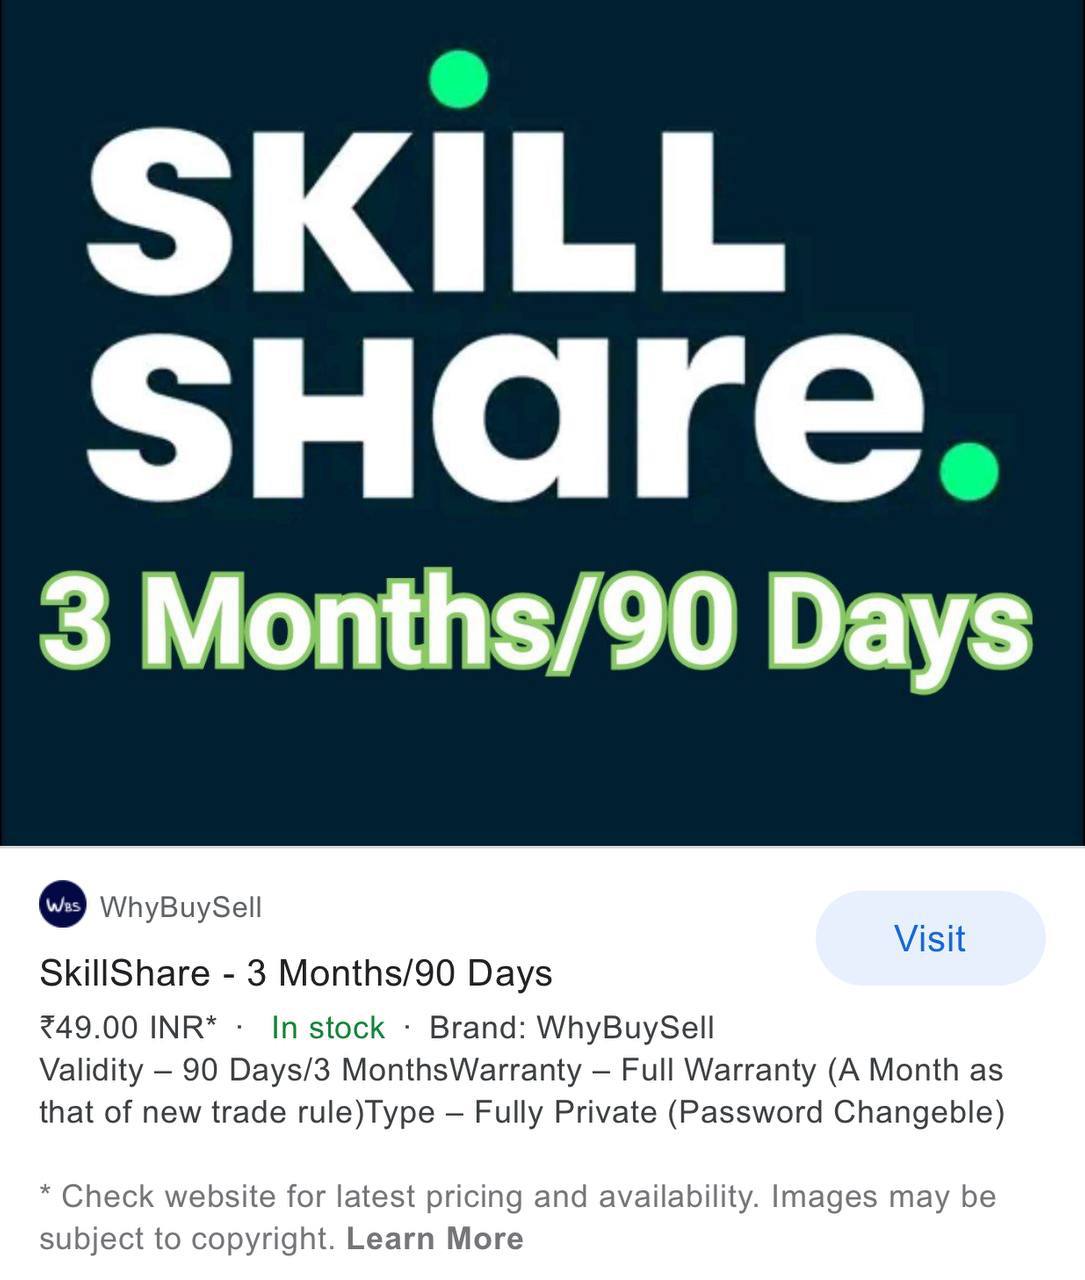 SKiLL
SHare.
3 Months/90 Days
WBS WhyBuySell
Visit
SkillShare - 3 Months/90 Days
₹49.00 INR* · In stock · Brand: WhyBuySell
Validity – 90 Days/3 MonthsWarranty – Full Warranty (A Month as
that of new trade rule)Type – Fully Private (Password Changeble)
* Check website for latest pricing and availability. Images may be
subject to copyright. Learn More